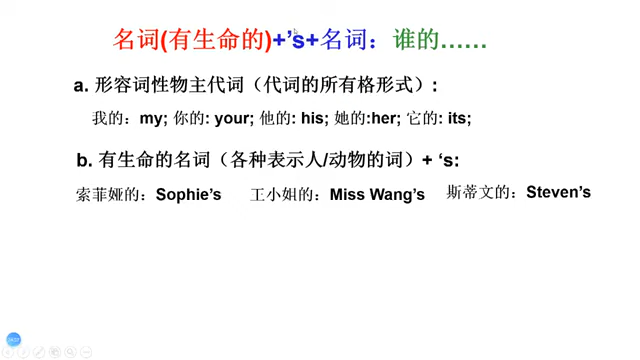 名词(有生命的)+’s+名词：谁的……
a. 形容词性物主代词（代词的所有格形式）:
我的：my; 你的: your; 他的: his; 她的:her; 它的: its;
b. 有生命的名词（各种表示人/动物的词）+ ‘s:
索菲娅的：Sophie’s 王小姐的：Miss Wang’s 斯蒂文的：Steven’s